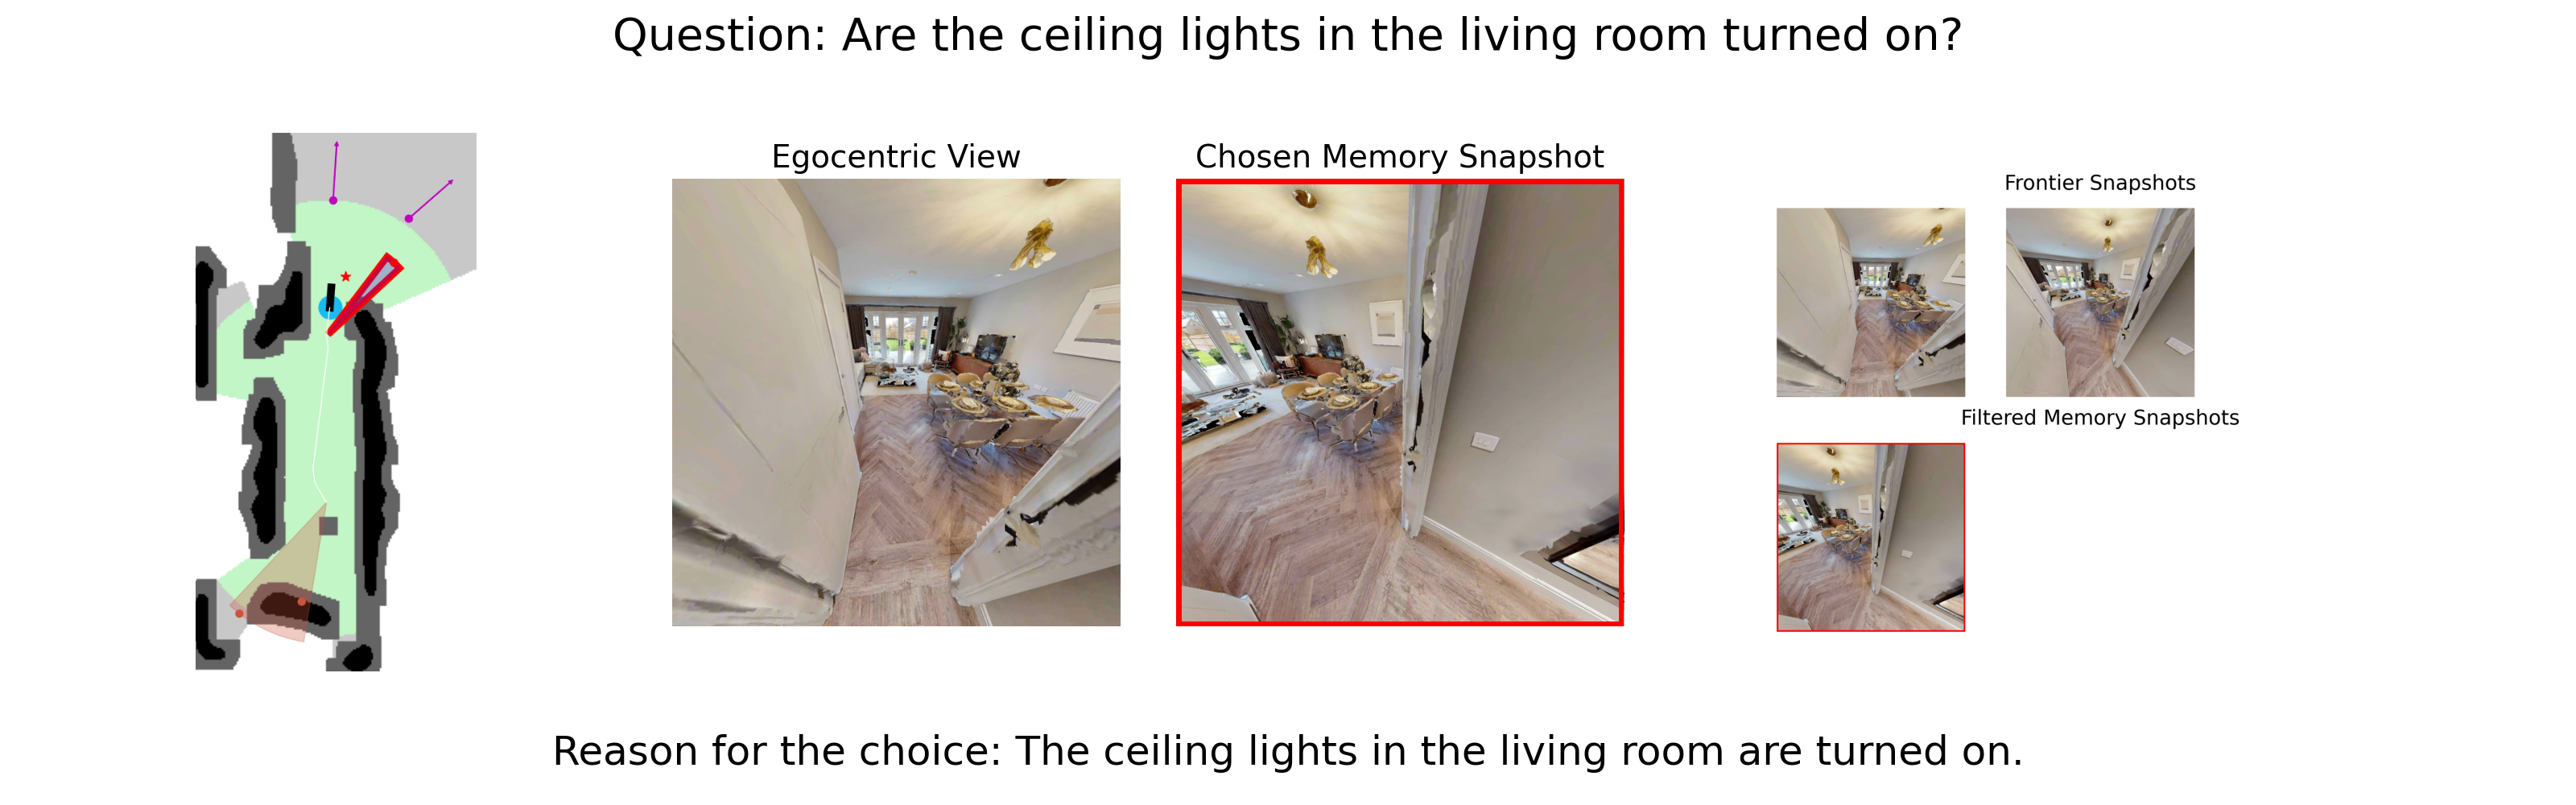 Question: Are the ceiling lights in the living room turned on?
Egocentric View
Chosen Memory Snapshot
Frontier Snapshots
Filtered Memory Snapshots
Reason for the choice: The ceiling lights in the living room are turned on.